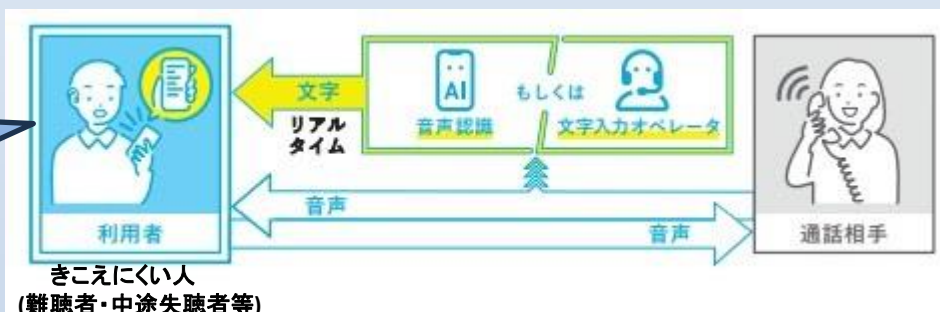 文字
リアル
タイム
AI
音声認識
もしくは
文字入力オペレータ
音声
音声
利用者
通話相手
きこえにくい人
(難聴者・中途失聴者等)